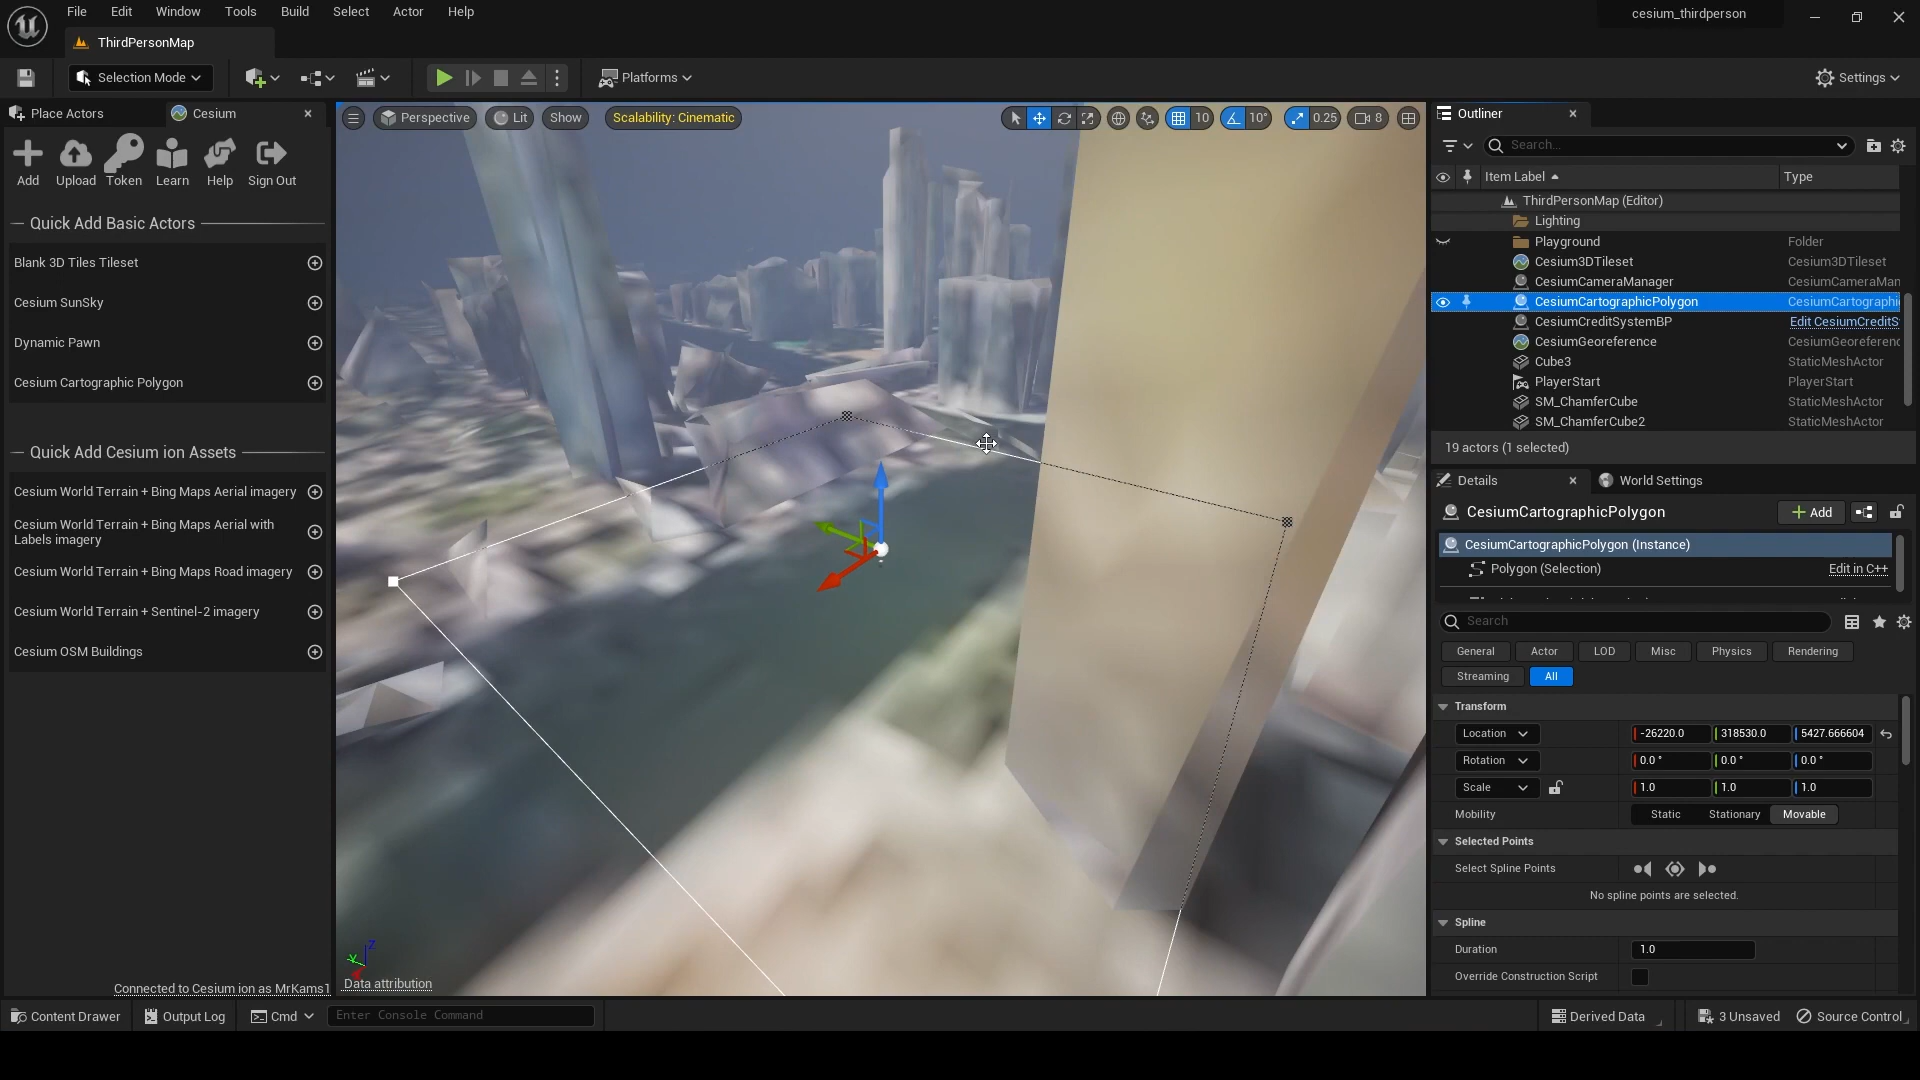 File Edit Window Tools Build Select Actor Help
cesium_thirdperson
ThirdPersonMap
Selection Mode
Platforms
Settings
Place Actors
Cesium
Add Upload Token Learn Help Sign Out
Quick Add Basic Actors
Blank 3D Tiles Tileset
Cesium SunSky
Dynamic Pawn
Cesium Cartographic Polygon
Quick Add Cesium ion Assets
Cesium World Terrain + Bing Maps Aerial imagery
Cesium World Terrain + Bing Maps Aerial with
Labels imagery
Cesium World Terrain + Bing Maps Road imagery
Cesium World Terrain + Sentinel-2 imagery
Cesium OSM Buildings
Connected to Cesium ion as MrKams1
Perspective Lit Show Scalability: Cinematic 10 10° 0.25 8
Z
Y
Data attribution
Outliner
Search...
Item Label Type
ThirdPersonMap (Editor)
Lighting
Playground Folder
Cesium3DTileset Cesium3DTileset
CesiumCameraManager CesiumCameraMan
CesiumCartographicPolygon CesiumCartographi
CesiumCreditSystemBP Edit CesiumCreditS
CesiumGeoreference CesiumGeoreferenc
Cube3 StaticMeshActor
PlayerStart PlayerStart
SM_ChamferCube StaticMeshActor
SM_ChamferCube2 StaticMeshActor
19 actors (1 selected)
Details
World Settings
CesiumCartographicPolygon
Add
CesiumCartographicPolygon (Instance)
Polygon (Selection) Edit in C++
Search
General Actor LOD Misc Physics Rendering
Streaming All
Transform
Location -26220.0 318530.0 5427.666604
Rotation 0.0 ° 0.0 ° 0.0 °
Scale 1.0 1.0 1.0
Mobility Static Stationary Movable
Selected Points
Select Spline Points
No spline points are selected.
Spline
Duration 1.0
Override Construction Script
Content Drawer Output Log Cmd Enter Console Command
Derived Data 3 Unsaved Source Control